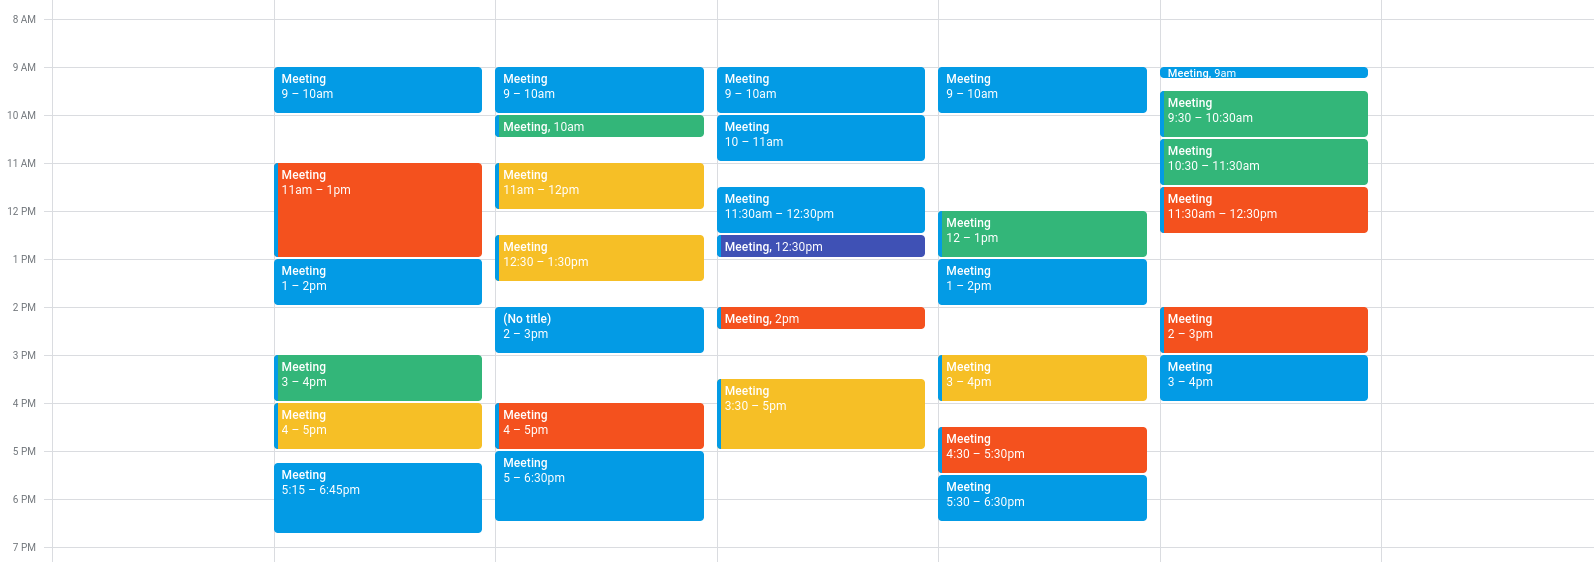 8 AM
9 AM
10 AM
11 AM
12 PM
1 PM
2 PM
3 PM
4 PM
5 PM
6 PM
7 PM
Meeting
9 – 10am
Meeting
11am – 1pm
Meeting
1 – 2pm
Meeting
3 – 4pm
Meeting
4 – 5pm
Meeting
5:15 – 6:45pm
Meeting
9 – 10am
Meeting, 10am
Meeting
11am – 12pm
Meeting
12:30 – 1:30pm
(No title)
2 – 3pm
Meeting
4 – 5pm
Meeting
5 – 6:30pm
Meeting
9 – 10am
Meeting
10 – 11am
Meeting
11:30am – 12:30pm
Meeting, 12:30pm
Meeting, 2pm
Meeting
3:30 – 5pm
Meeting
9 – 10am
Meeting
12 – 1pm
Meeting
1 – 2pm
Meeting
3 – 4pm
Meeting
4:30 – 5:30pm
Meeting
5:30 – 6:30pm
Meeting, 9am
Meeting
9:30 – 10:30am
Meeting
10:30 – 11:30am
Meeting
11:30am – 12:30pm
Meeting
2 – 3pm
Meeting
3 – 4pm